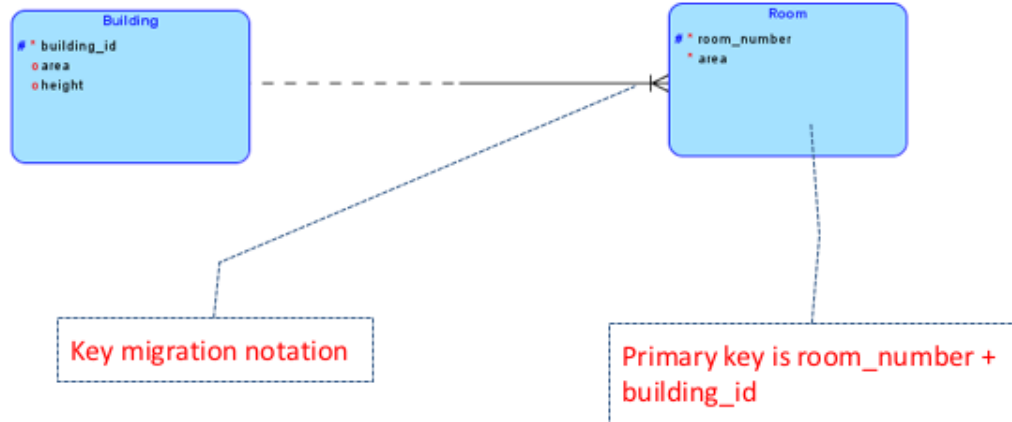 Building
# * building_id
o area
o height
Room
# * room_number
* area
Key migration notation
Primary key is room_number +
building_id